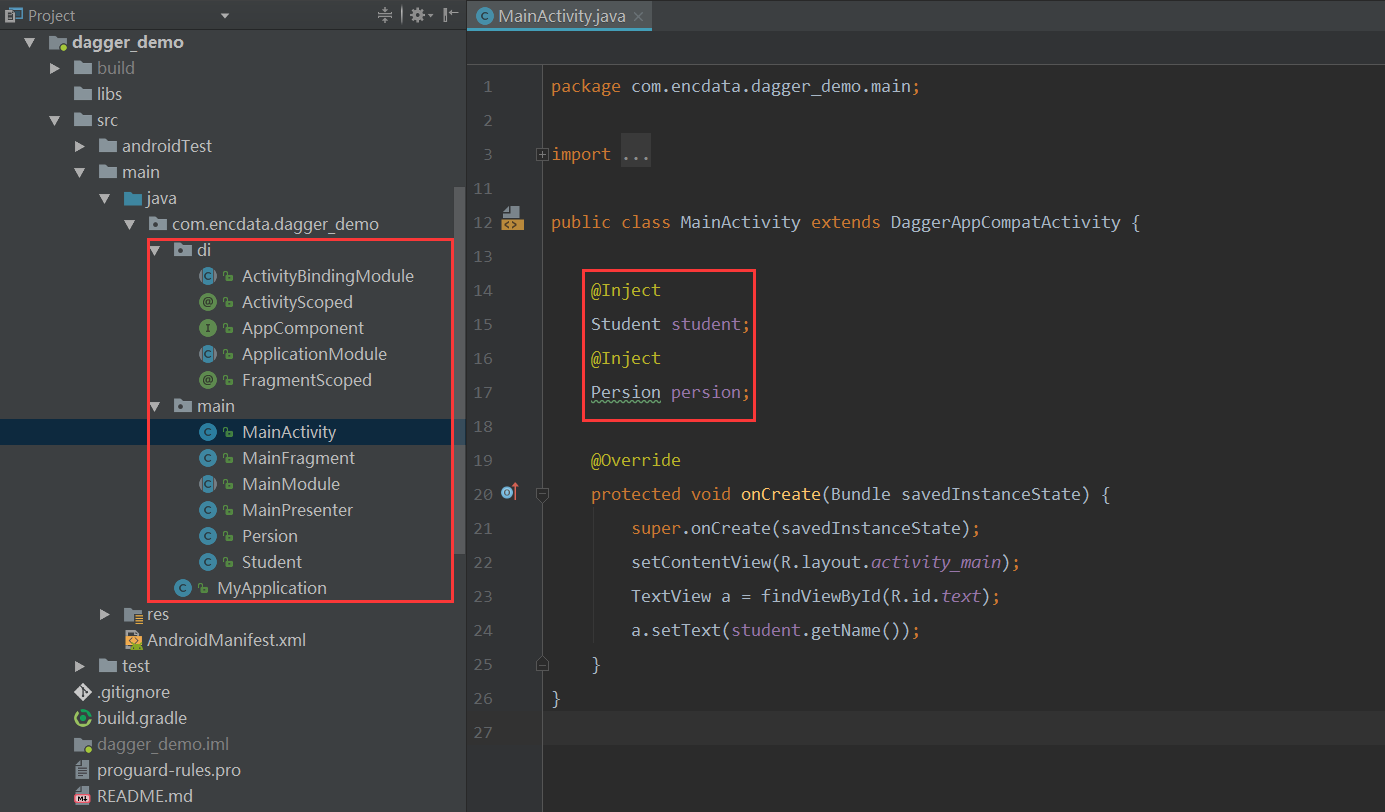 Project
dagger_demo
build
libs
src
androidTest
main
java
com.encdata.dagger_demo
di
ActivityBindingModule
ActivityScoped
AppComponent
ApplicationModule
FragmentScoped
main
MainActivity
MainFragment
MainModule
MainPresenter
Persion
Student
MyApplication
res
AndroidManifest.xml
test
.gitignore
build.gradle
dagger_demo.iml
proguard-rules.pro
README.md
MainActivity.java
1 package com.encdata.dagger_demo.main;
2
3 import ...
11
12 public class MainActivity extends DaggerAppCompatActivity {
13
14 @Inject
15 Student student;
16 @Inject
17 Persion persion;
18
19 @Override
20 protected void onCreate(Bundle savedInstanceState) {
21 super.onCreate(savedInstanceState);
22 setContentView(R.layout.activity_main);
23 TextView a = findViewById(R.id.text);
24 a.setText(student.getName());
25 }
26 }
27